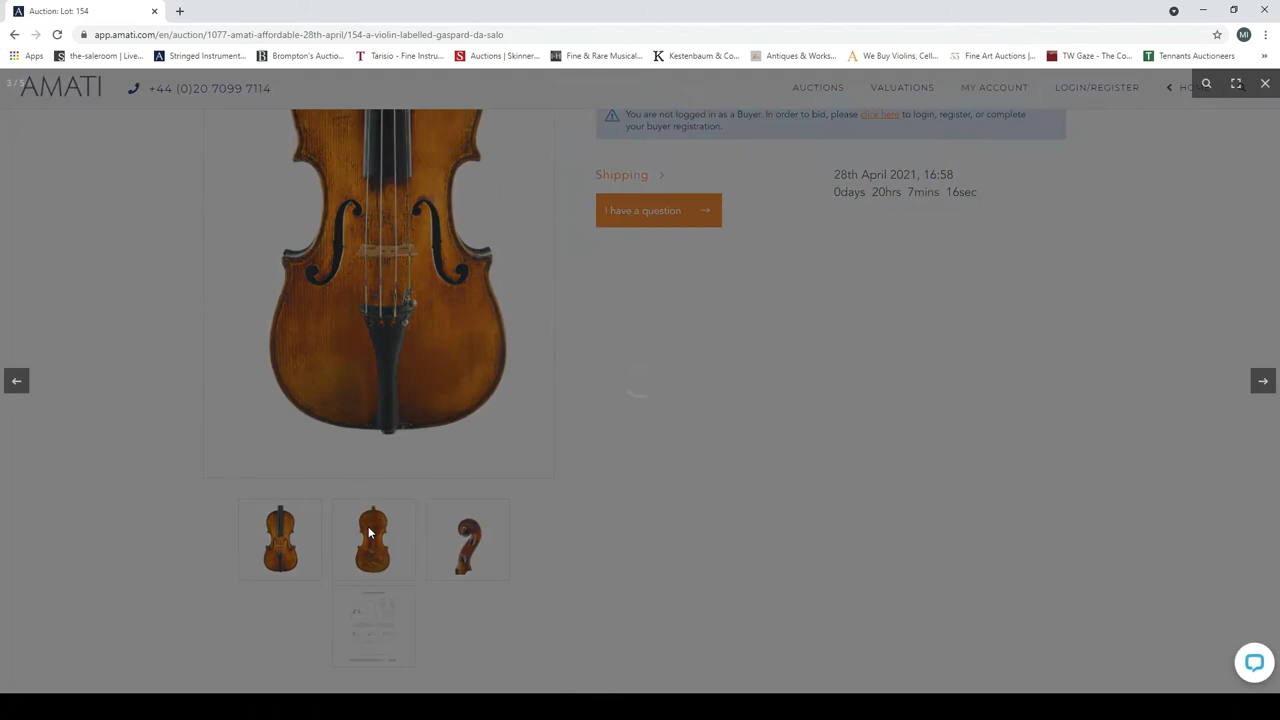 Auction: Lot: 154
app.amati.com/en/auction/1077-amati-affordable-28th-april/154-a-violin-labelled-gaspard-da-salo
MI
Apps
the-saleroom | Live...
Stringed Instrument...
Brompton's Auctio...
Tarisio - Fine Instru...
Auctions | Skinner...
Fine & Rare Musical...
Kestenbaum & Co...
Antiques & Works...
We Buy Violins, Cell...
Fine Art Auctions |...
TW Gaze - The Co...
Tennants Auctioneers
3 / 5
AMATI
+44 (0)20 7099 7114
AUCTIONS
VALUATIONS
MY ACCOUNT
LOGIN/REGISTER
You are not logged in as a Buyer. In order to bid, please click here to login, register, or complete
your buyer registration.
Shipping
28th April 2021, 16:58
0days 20hrs 7mins 16sec
I have a question